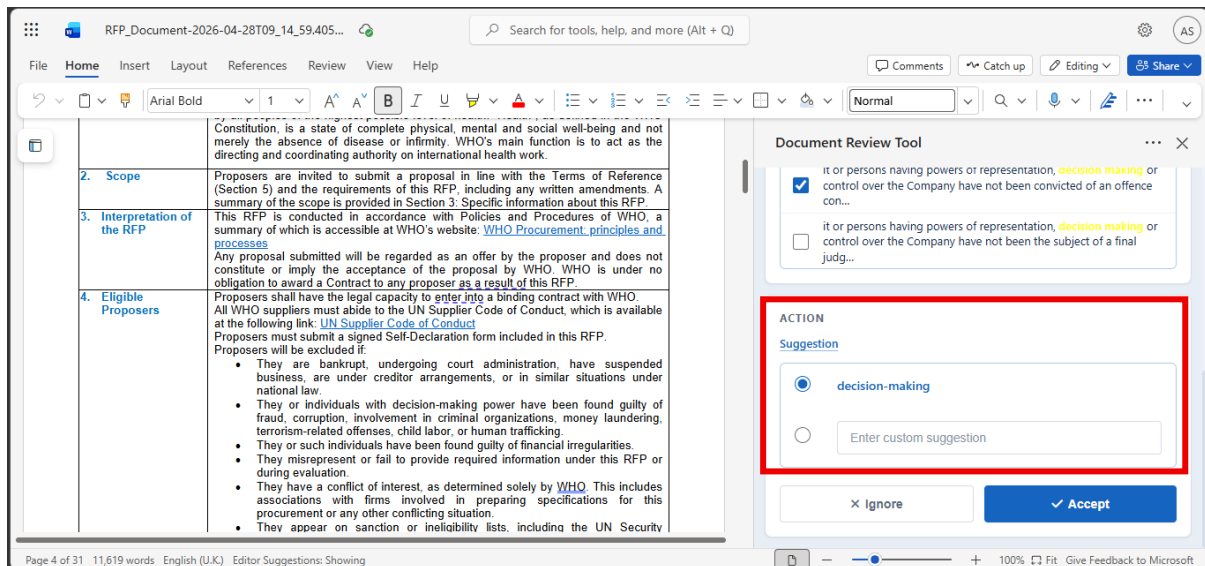 RFP_Document-2026-04-28T09_14_59.405...
Search for tools, help, and more (Alt + Q)
AS
File Home Insert Layout References Review View Help
Comments Catch up Editing Share
Arial Bold 1 A A B I U A Normal
Constitution, is a state of complete physical, mental and social well-being and not
merely the absence of disease or infirmity. WHO's main function is to act as the
directing and coordinating authority on international health work.
2. Scope
Proposers are invited to submit a proposal in line with the Terms of Reference
(Section 5) and the requirements of this RFP, including any written amendments. A
summary of the scope is provided in Section 3: Specific information about this RFP.
3. Interpretation of
the RFP
This RFP is conducted in accordance with Policies and Procedures of WHO, a
summary of which is accessible at WHO's website: WHO Procurement: principles and
processes
Any proposal submitted will be regarded as an offer by the proposer and does not
constitute or imply the acceptance of the proposal by WHO. WHO is under no
obligation to award a Contract to any proposer as a result of this RFP.
4. Eligible
Proposers
Proposers shall have the legal capacity to enter into a binding contract with WHO.
All WHO suppliers must abide to the UN Supplier Code of Conduct, which is available
at the following link: UN Supplier Code of Conduct
Proposers must submit a signed Self-Declaration form included in this RFP.
Proposers will be excluded if:
• They are bankrupt, undergoing court administration, have suspended
business, are under creditor arrangements, or in similar situations under
national law.
• They or individuals with decision-making power have been found guilty of
fraud, corruption, involvement in criminal organizations, money laundering,
terrorism-related offenses, child labor, or human trafficking.
• They or such individuals have been found guilty of financial irregularities.
• They misrepresent or fail to provide required information under this RFP or
during evaluation.
• They have a conflict of interest, as determined solely by WHO. This includes
associations with firms involved in preparing specifications for this
procurement or any other conflicting situation.
• They appear on sanction or ineligibility lists, including the UN Security
Document Review Tool
it or persons having powers of representation, decision making or
control over the Company have not been convicted of an offence
con...
it or persons having powers of representation, decision making or
control over the Company have not been the subject of a final
judg...
ACTION
Suggestion
decision-making
Enter custom suggestion
Ignore
Accept
Page 4 of 31 11,619 words English (U.K.) Editor Suggestions: Showing
100% Fit Give Feedback to Microsoft